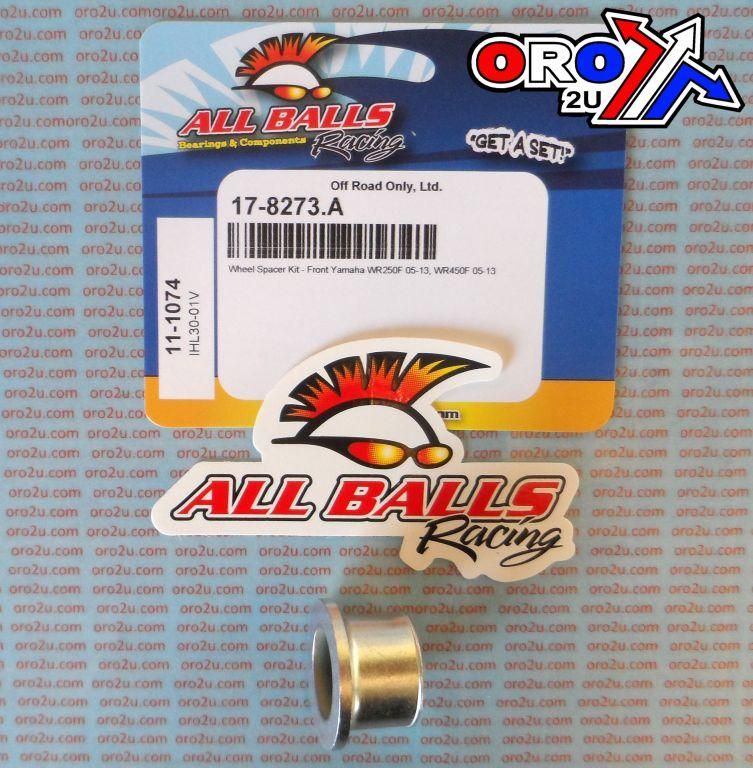 ORO
2U
ALL BALLS
Bearings & Components Racing
"GET A SET!"
Off Road Only, Ltd.
17-8273.A
Wheel Spacer Kit - Front Yamaha WR250F 05-13, WR450F 05-13
11-1074
IHL30-01V
ALL BALLS
Racing
oro2u.com